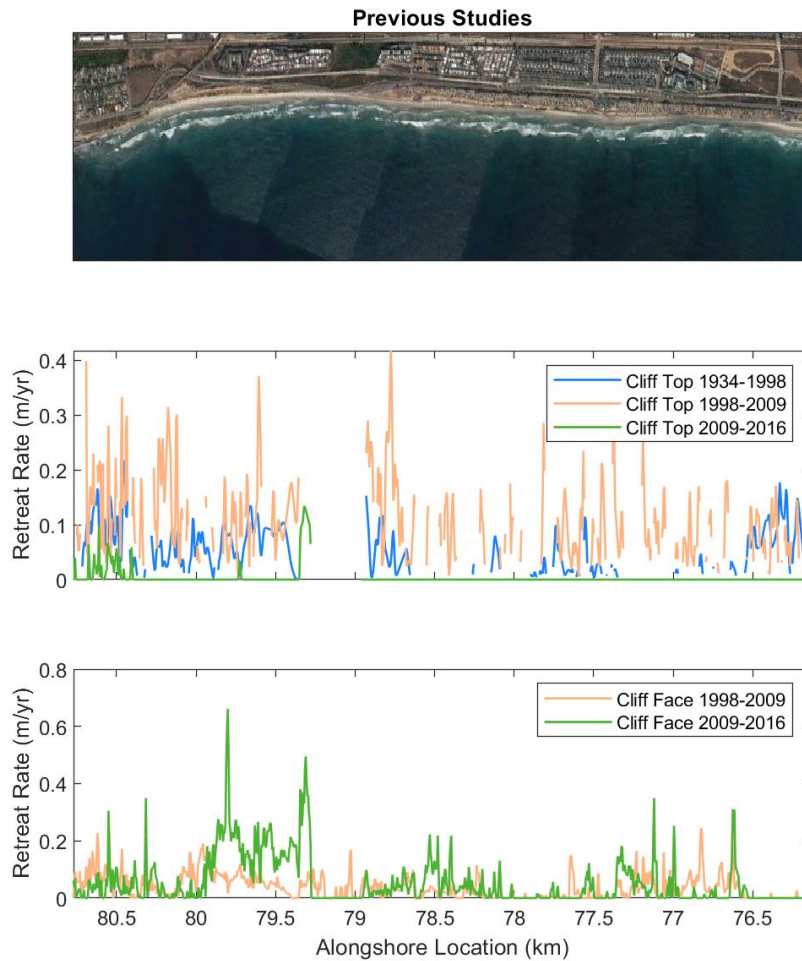 Previous Studies
0.4
0.3
0.2
0.1
0
Retreat Rate (m/yr)
Cliff Top 1934-1998
Cliff Top 1998-2009
Cliff Top 2009-2016
0.8
0.6
0.4
0.2
0
Retreat Rate (m/yr)
Cliff Face 1998-2009
Cliff Face 2009-2016
80.5 80 79.5 79 78.5 78 77.5 77 76.5
Alongshore Location (km)